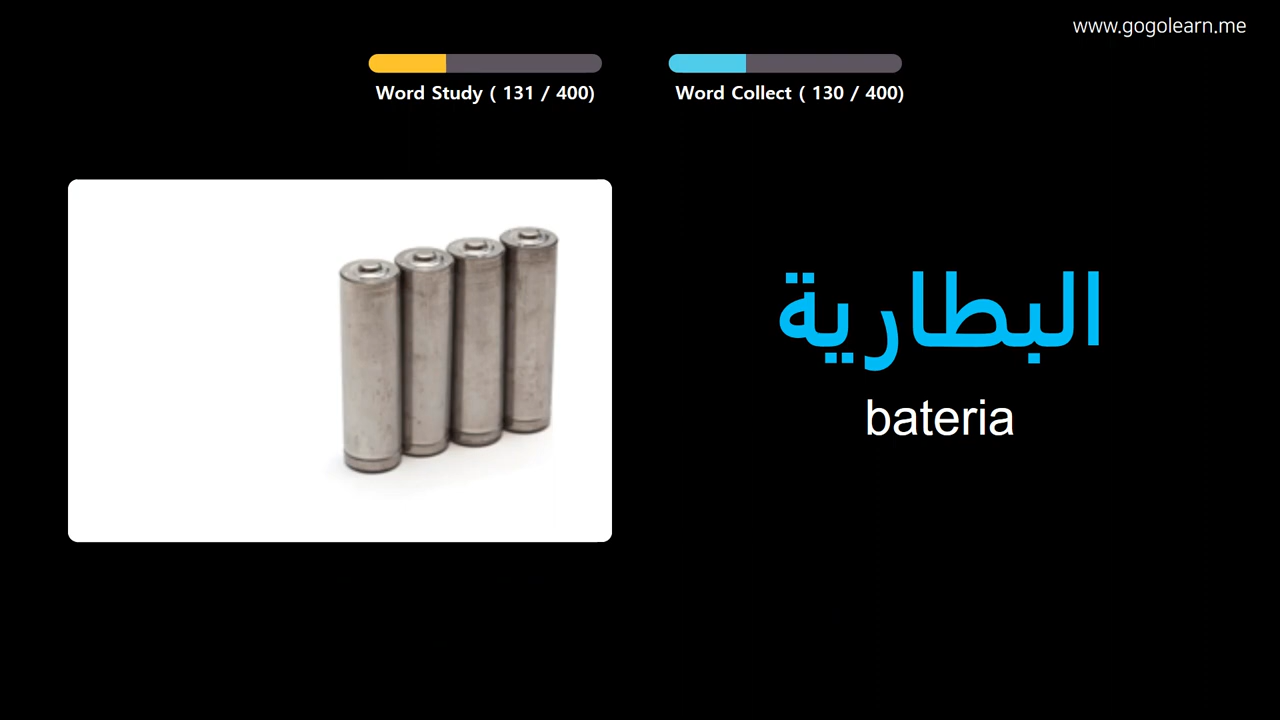 www.gogolearn.me
Word Study ( 131 / 400)
Word Collect ( 130 / 400)
البطارية
bateria